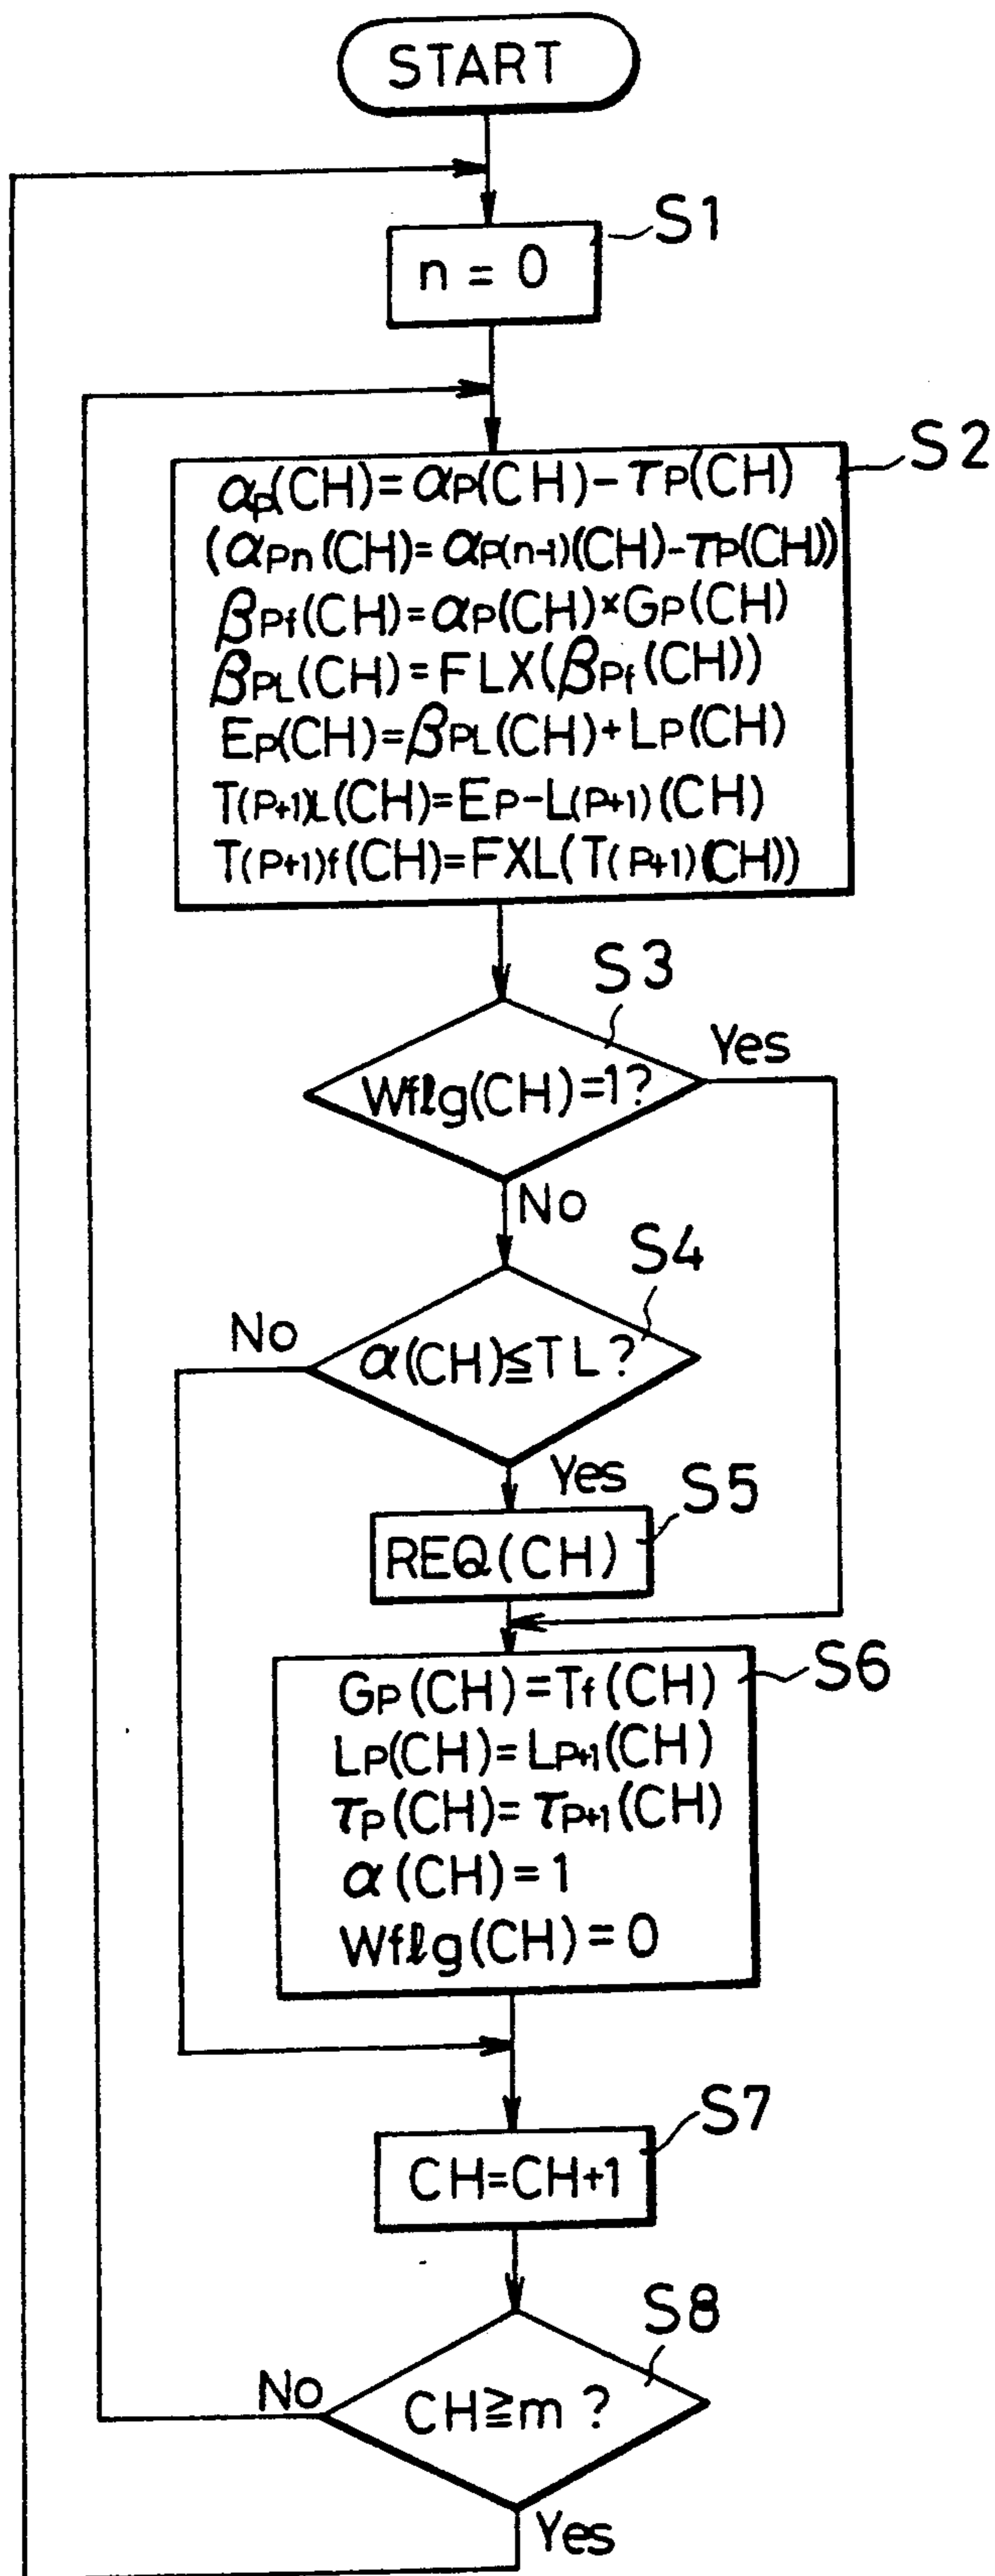 START
S1
n = 0
S2
αP(CH)=αP(CH)-τP(CH)
(αPn(CH)=αP(n-1)(CH)-τP(CH))
βPf(CH)=αP(CH)×GP(CH)
βPL(CH)=FLX(βPf(CH))
EP(CH)=βPL(CH)+LP(CH)
T(P+1)L(CH)=EP-L(P+1)(CH)
T(P+1)f(CH)=FXL(T(P+1)(CH))
S3
Yes
Wflg(CH)=1?
No
S4
No
α(CH)≦TL?
Yes
S5
REQ(CH)
S6
GP(CH)=Tf(CH)
LP(CH)=LP+1(CH)
τP(CH)=τP+1(CH)
α(CH)=1
Wflg(CH)=0
S7
CH=CH+1
S8
No
CH≧m?
Yes